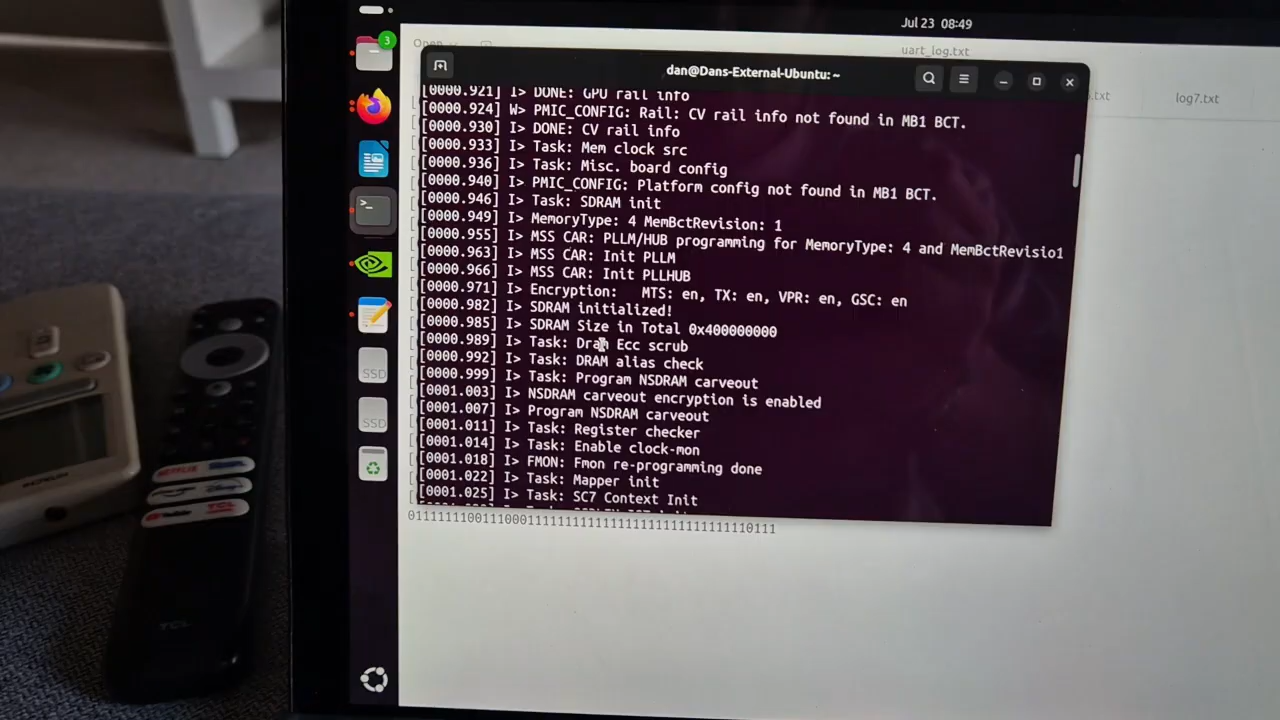 Jul 23 08:49
Open
uart_log.txt
dan@Dans-External-Ubuntu: ~
3
.txt
log7.txt
[0000.921] I> DONE: GPU rail info
[0000.924] W> PMIC_CONFIG: Rail: CV rail info not found in MB1 BCT.
[0000.930] I> DONE: CV rail info
[0000.933] I> Task: Mem clock src
[0000.936] I> Task: Misc. board config
[0000.940] I> PMIC_CONFIG: Platform config not found in MB1 BCT.
[0000.946] I> Task: SDRAM init
[0000.949] I> MemoryType: 4 MemBctRevision: 1
[0000.955] I> MSS CAR: PLLM/HUB programming for MemoryType: 4 and MemBctRevisio1
[0000.963] I> MSS CAR: Init PLLM
[0000.966] I> MSS CAR: Init PLLHUB
[0000.971] I> Encryption: MTS: en, TX: en, VPR: en, GSC: en
[0000.982] I> SDRAM initialized!
[0000.985] I> SDRAM Size in Total 0x400000000
[0000.989] I> Task: Dram Ecc scrub
[0000.992] I> Task: DRAM alias check
[0000.999] I> Task: Program NSDRAM carveout
[0001.003] I> NSDRAM carveout encryption is enabled
[0001.007] I> Program NSDRAM carveout
[0001.011] I> Task: Register checker
[0001.014] I> Task: Enable clock-mon
[0001.018] I> FMON: Fmon re-programming done
[0001.022] I> Task: Mapper init
[0001.025] I> Task: SC7 Context Init
SSD
SSD
NETFLIX
TCL